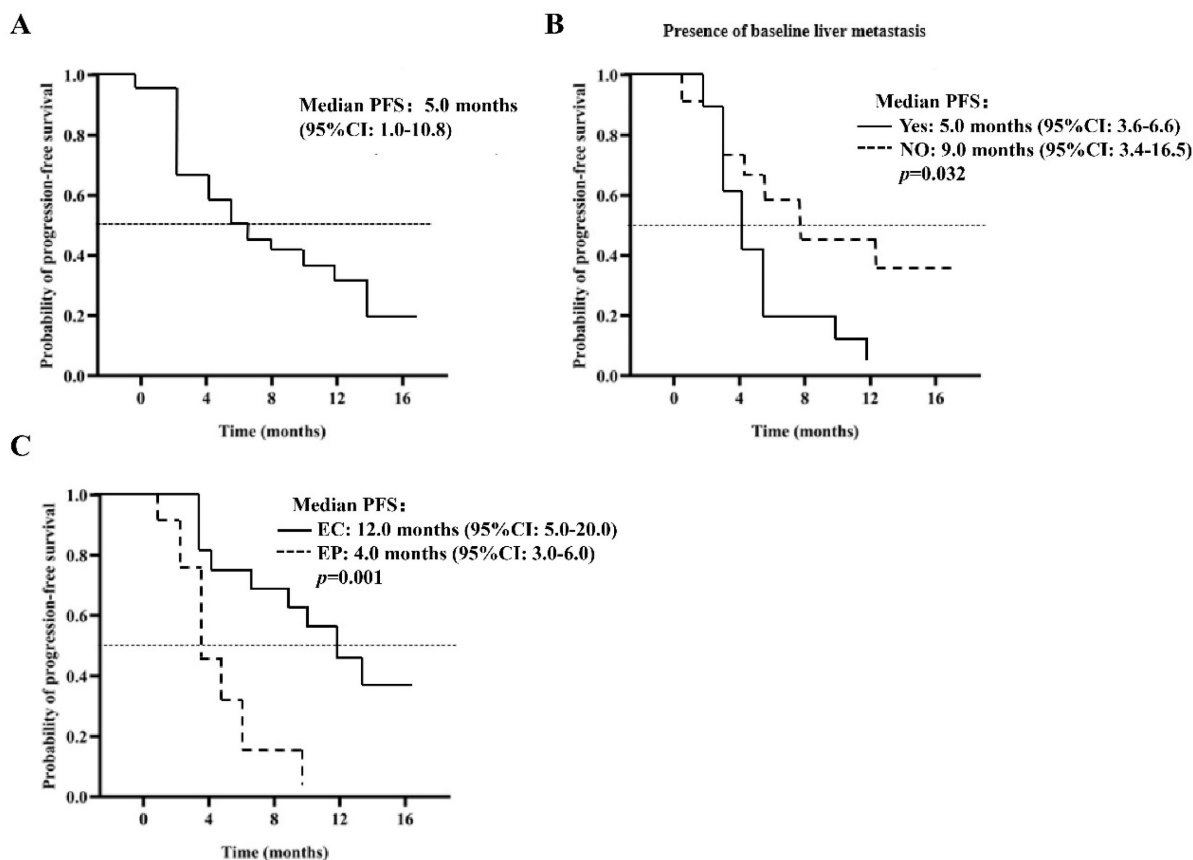 A
Probability of progression-free survival
1.0
0.8
0.6
0.4
0.2
0.0
Median PFS： 5.0 months
(95%CI: 1.0-10.8)
0 4 8 12 16
Time (months)
B
Presence of baseline liver metastasis
Probability of progression-free survival
1.0
0.8
0.6
0.4
0.2
0.0
Median PFS：
Yes: 5.0 months (95%CI: 3.6-6.6)
NO: 9.0 months (95%CI: 3.4-16.5)
p=0.032
0 4 8 12 16
Time (months)
C
Probability of progression-free survival
1.0
0.8
0.6
0.4
0.2
0.0
Median PFS：
EC: 12.0 months (95%CI: 5.0-20.0)
EP: 4.0 months (95%CI: 3.0-6.0)
p=0.001
0 4 8 12 16
Time (months)